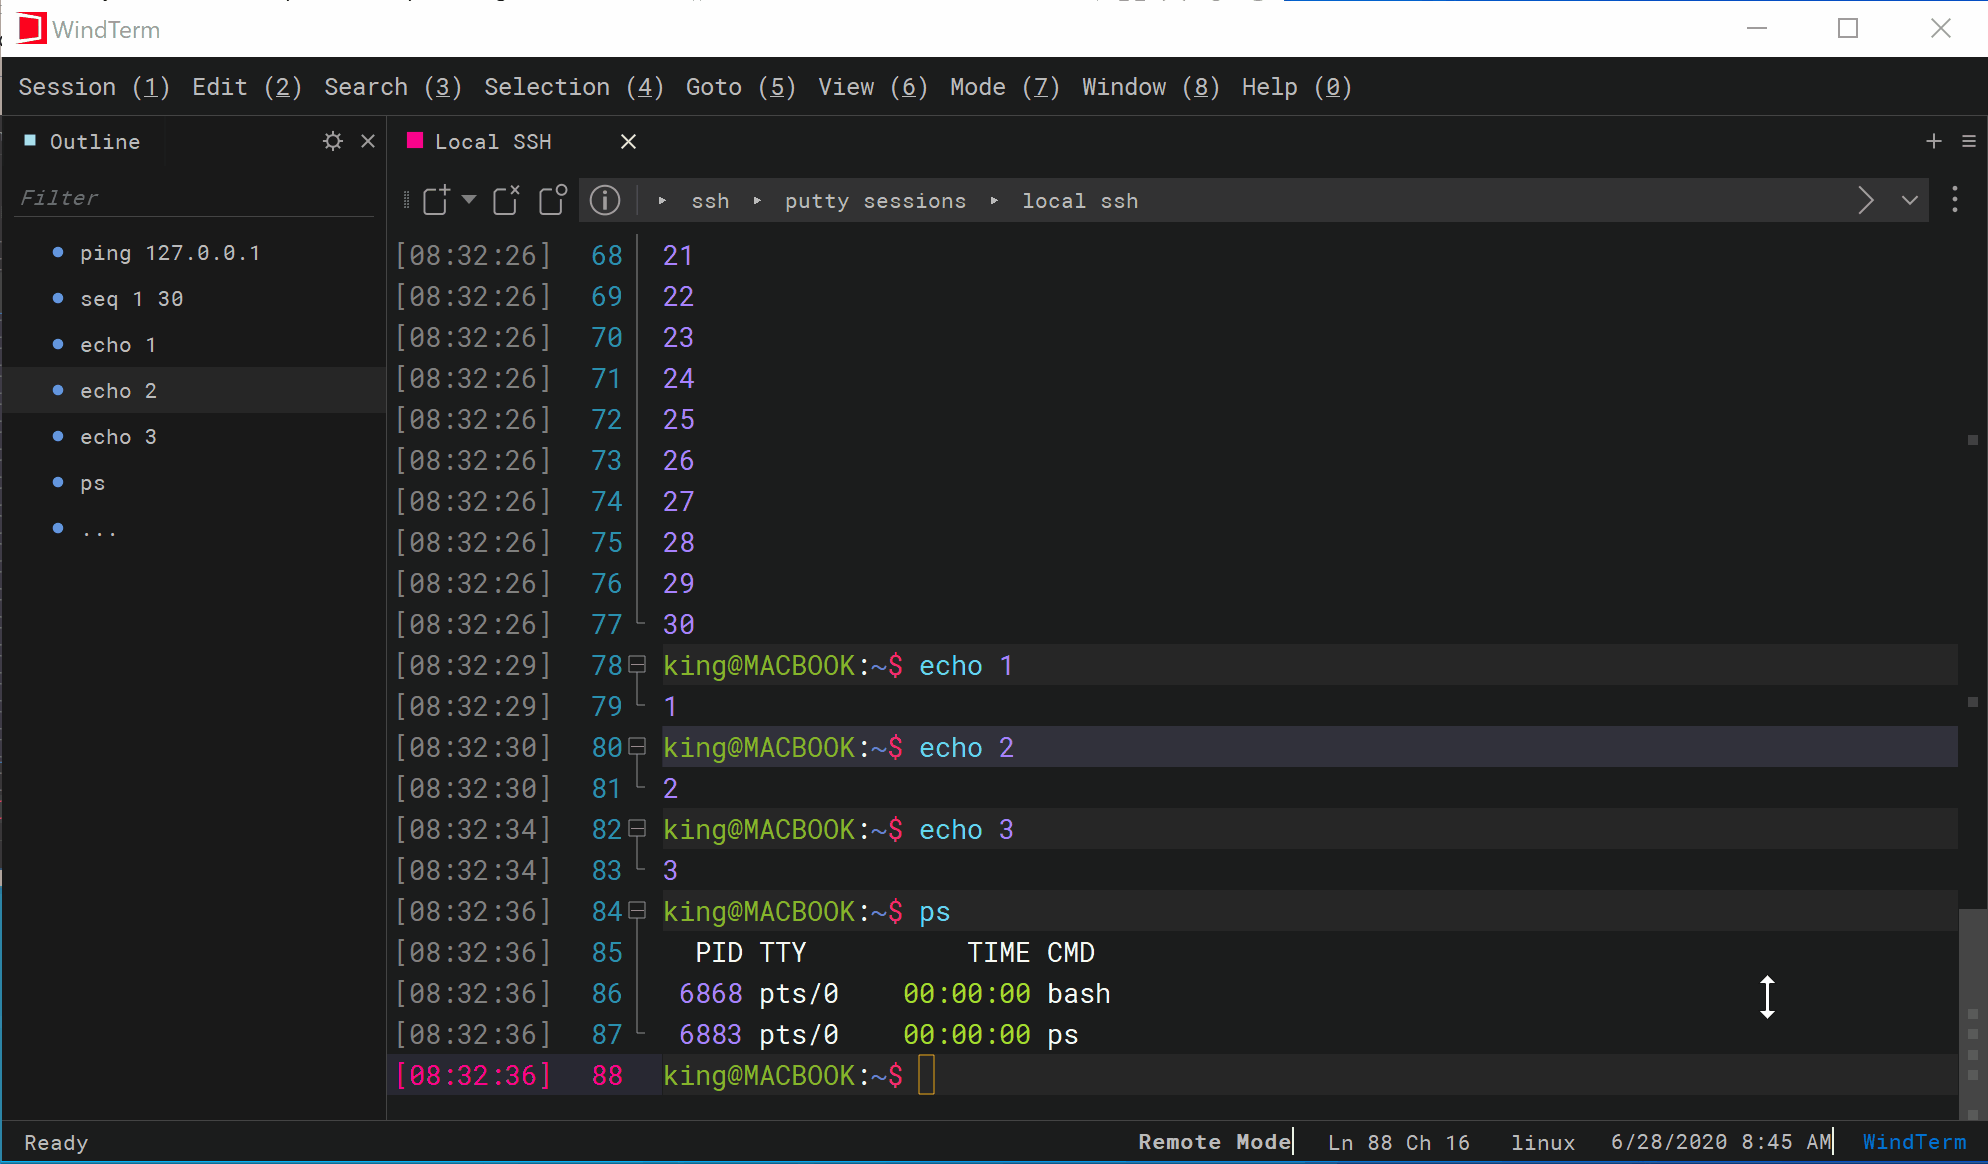 WindTerm
Session (1) Edit (2) Search (3) Selection (4) Goto (5) View (6) Mode (7) Window (8) Help (0)
Outline
Local SSH
Filter
ssh putty sessions local ssh
ping 127.0.0.1
seq 1 30
echo 1
echo 2
echo 3
ps
...
[08:32:26] 68 21
[08:32:26] 69 22
[08:32:26] 70 23
[08:32:26] 71 24
[08:32:26] 72 25
[08:32:26] 73 26
[08:32:26] 74 27
[08:32:26] 75 28
[08:32:26] 76 29
[08:32:26] 77 30
[08:32:29] 78 king@MACBOOK:~$ echo 1
[08:32:29] 79 1
[08:32:30] 80 king@MACBOOK:~$ echo 2
[08:32:30] 81 2
[08:32:34] 82 king@MACBOOK:~$ echo 3
[08:32:34] 83 3
[08:32:36] 84 king@MACBOOK:~$ ps
[08:32:36] 85 PID TTY TIME CMD
[08:32:36] 86 6868 pts/0 00:00:00 bash
[08:32:36] 87 6883 pts/0 00:00:00 ps
[08:32:36] 88 king@MACBOOK:~$
Ready Remote Mode Ln 88 Ch 16 linux 6/28/2020 8:45 AM WindTerm